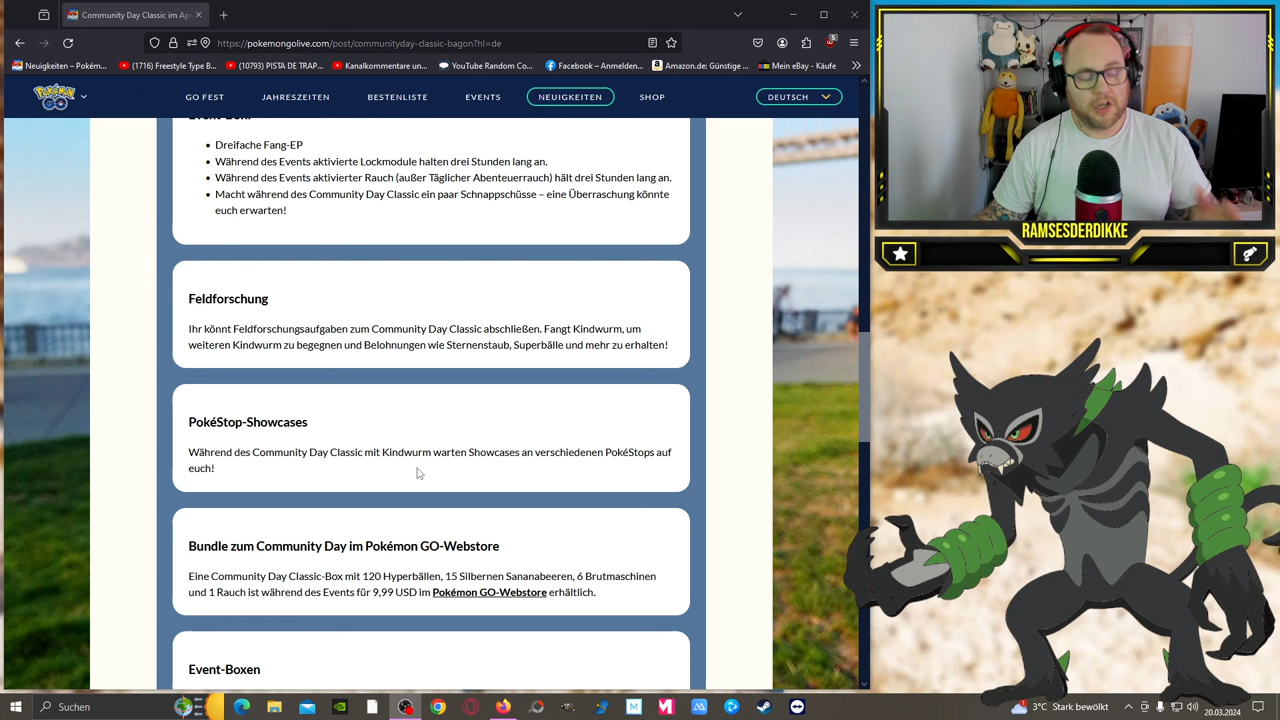 Community Day Classic im Apr
https://pokemongolive.com/post/communityday-classic-bagon?hl=de
5
Neuigkeiten – Pokém...
(1716) Freestyle Type B...
(10793) PISTA DE TRAP...
Kanalkommentare un...
YouTube Random Co...
Facebook – Anmelden...
Amazon.de: Günstige ...
Mein eBay - Käufe
Pokémon GO
GO FEST
JAHRESZEITEN
BESTENLISTE
EVENTS
NEUIGKEITEN
SHOP
DEUTSCH
Dreifache Fang-EP
Während des Events aktivierte Lockmodule halten drei Stunden lang an.
Während des Events aktivierter Rauch (außer Täglicher Abenteuerrauch) hält drei Stunden lang an.
Macht während des Community Day Classic ein paar Schnappschüsse – eine Überraschung könnte
euch erwarten!
Feldforschung
Ihr könnt Feldforschungsaufgaben zum Community Day Classic abschließen. Fangt Kindwurm, um
weiteren Kindwurm zu begegnen und Belohnungen wie Sternenstaub, Superbälle und mehr zu erhalten!
PokéStop-Showcases
Während des Community Day Classic mit Kindwurm warten Showcases an verschiedenen PokéStops auf
euch!
Bundle zum Community Day im Pokémon GO-Webstore
Eine Community Day Classic-Box mit 120 Hyperbällen, 15 Silbernen Sananabeeren, 6 Brutmaschinen
und 1 Rauch ist während des Events für 9,99 USD im Pokémon GO-Webstore erhältlich.
Event-Boxen
RAMSESDERDIKKE
Suchen
3°C Stark bewölkt
20.03.2024